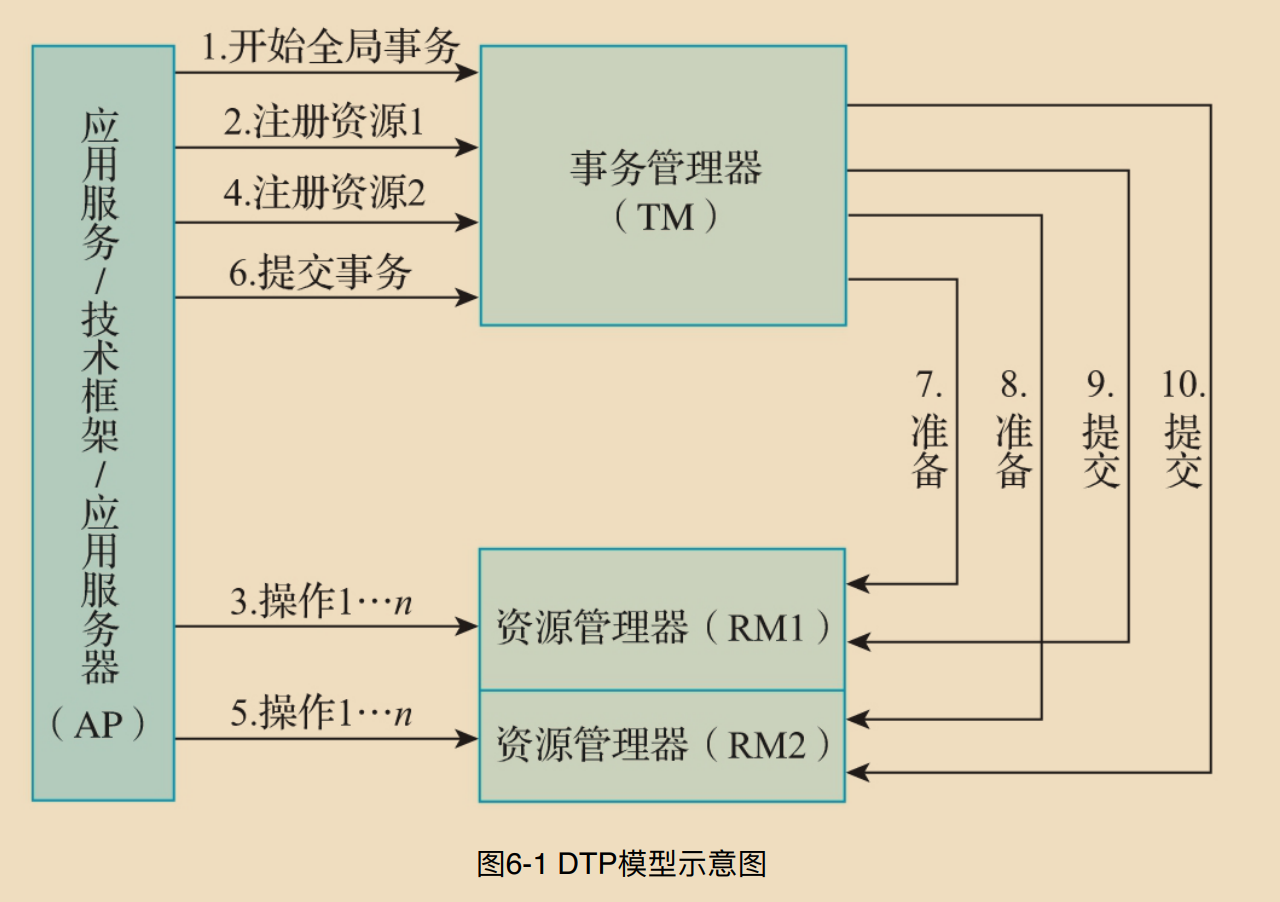 1.开始全局事务
2.注册资源1
4.注册资源2
6.提交事务
应用服务/技术框架/应用服务器
（AP）
事务管理器
（TM）
7.
准备
8.
准备
9.
提交
10.
提交
3.操作1…n
5.操作1…n
资源管理器（RM1）
资源管理器（RM2）
图6-1 DTP模型示意图